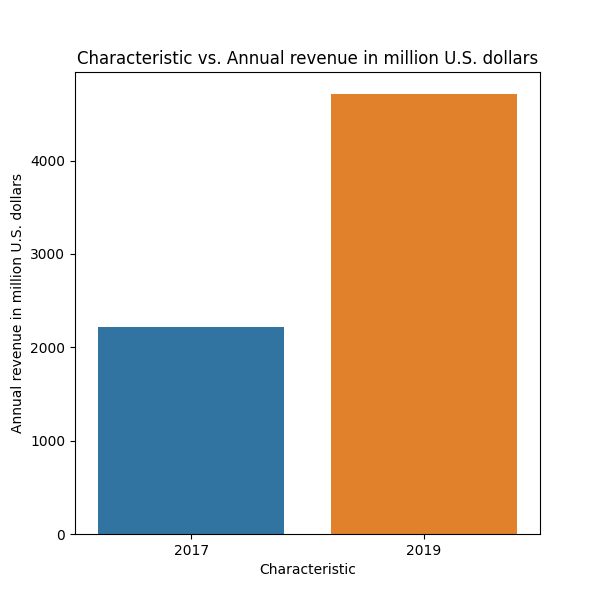 Characteristic vs. Annual revenue in million U.S. dollars
Annual revenue in million U.S. dollars
4000
3000
2000
1000
0
2017 2019
Characteristic